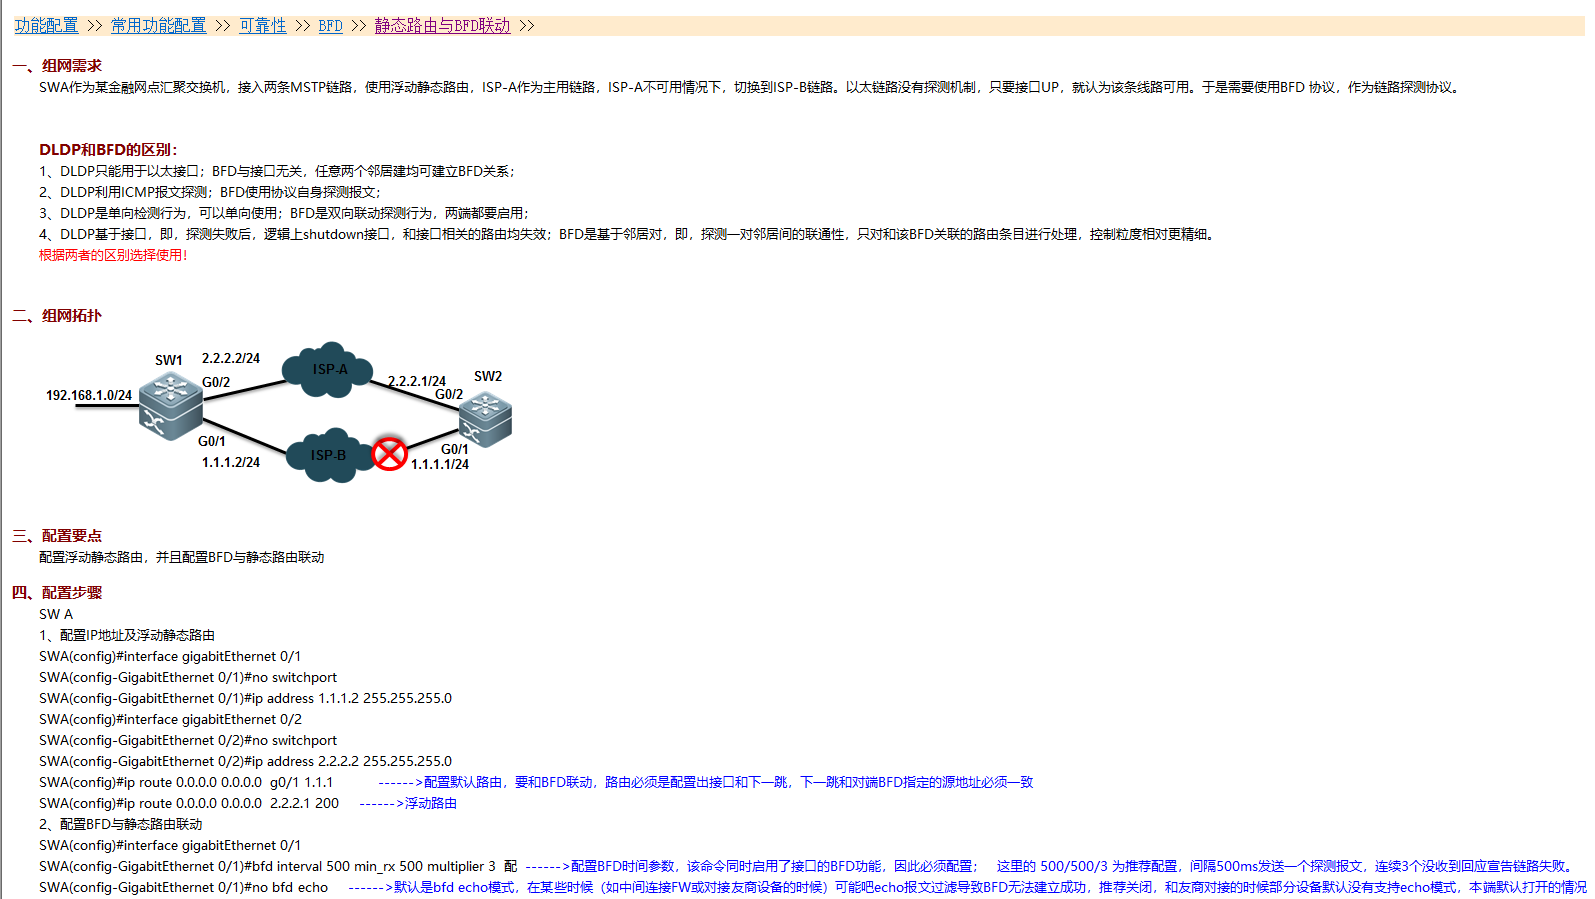 功能配置 >> 常用功能配置 >> 可靠性 >> BFD >> 静态路由与BFD联动 >>
一、组网需求
SWA作为某金融网点汇聚交换机，接入两条MSTP链路，使用浮动静态路由，ISP-A作为主用链路，ISP-A不可用情况下，切换到ISP-B链路。以太链路没有探测机制，只要接口UP，就认为该条线路可用。于是需要使用BFD 协议，作为链路探测协议。
DLDP和BFD的区别：
1、DLDP只能用于以太接口；BFD与接口无关，任意两个邻居建均可建立BFD关系；
2、DLDP利用ICMP报文探测；BFD使用协议自身探测报文；
3、DLDP是单向检测行为，可以单向使用；BFD是双向联动探测行为，两端都要启用；
4、DLDP基于接口，即，探测失败后，逻辑上shutdown接口，和接口相关的路由均失效；BFD是基于邻居对，即，探测一对邻居间的联通性，只对和该BFD关联的路由条目进行处理，控制粒度相对更精细。
根据两者的区别选择使用！
二、组网拓扑
SW1
2.2.2.2/24
ISP-A
G0/2
2.2.2.1/24
SW2
192.168.1.0/24
G0/2
G0/1
ISP-B
G0/1
1.1.1.2/24
1.1.1.1/24
三、配置要点
配置浮动静态路由，并且配置BFD与静态路由联动
四、配置步骤
SW A
1、配置IP地址及浮动静态路由
SWA(config)#interface gigabitEthernet 0/1
SWA(config-GigabitEthernet 0/1)#no switchport
SWA(config-GigabitEthernet 0/1)#ip address 1.1.1.2 255.255.255.0
SWA(config)#interface gigabitEthernet 0/2
SWA(config-GigabitEthernet 0/2)#no switchport
SWA(config-GigabitEthernet 0/2)#ip address 2.2.2.2 255.255.255.0
SWA(config)#ip route 0.0.0.0 0.0.0.0 g0/1 1.1.1 ------>配置默认路由，要和BFD联动，路由必须是配置出接口和下一跳，下一跳和对端BFD指定的源地址必须一致
SWA(config)#ip route 0.0.0.0 0.0.0.0 2.2.2.1 200 ------>浮动路由
2、配置BFD与静态路由联动
SWA(config)#interface gigabitEthernet 0/1
SWA(config-GigabitEthernet 0/1)#bfd interval 500 min_rx 500 multiplier 3 配 ------>配置BFD时间参数，该命令同时启用了接口的BFD功能，因此必须配置； 这里的 500/500/3 为推荐配置，间隔500ms发送一个探测报文，连续3个没收到回应宣告链路失败。
SWA(config-GigabitEthernet 0/1)#no bfd echo ------>默认是bfd echo模式，在某些时候（如中间连接FW或对接友商设备的时候）可能吧echo报文过滤导致BFD无法建立成功，推荐关闭，和友商对接的时候部分设备默认没有支持echo模式，本端默认打开的情况